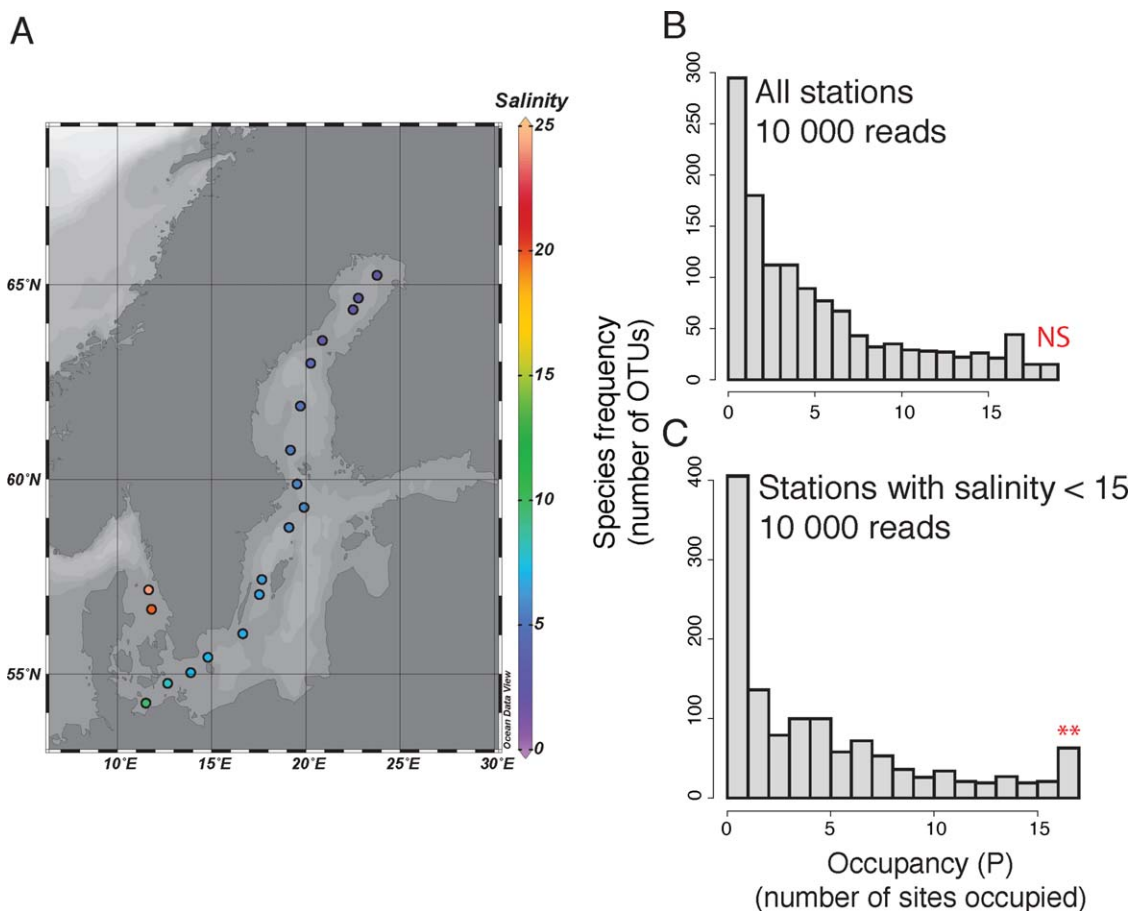 A
Salinity
25
20
15
10
5
0
65°N
60°N
55°N
10°E
15°E
20°E
25°E
30°E
Ocean Data View
B
All stations
10 000 reads
NS
300
250
200
150
100
50
0
0
5
10
15
Species frequency
(number of OTUs)
C
Stations with salinity < 15
10 000 reads
**
400
300
200
100
0
0
5
10
15
Occupancy (P)
(number of sites occupied)